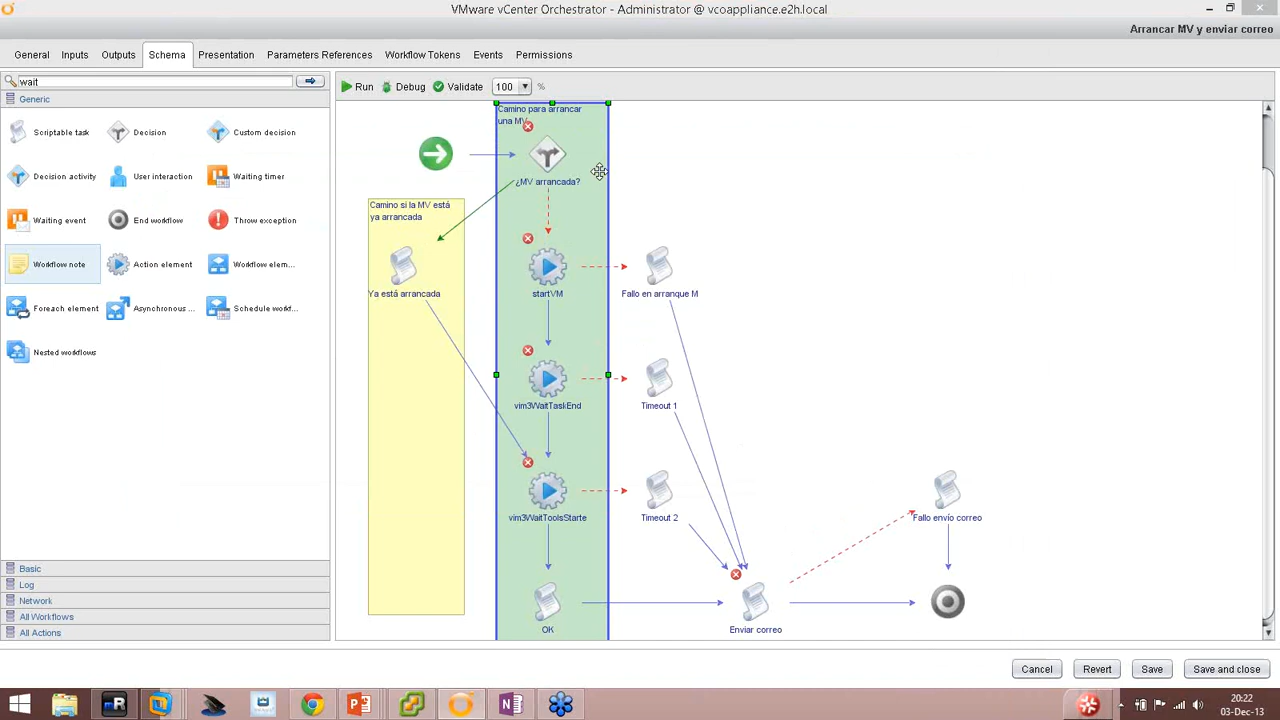 VMware vCenter Orchestrator - Administrator @ vcoappliance.e2h.local
Arrancar MV y enviar correo
General Inputs Outputs Schema Presentation Parameters References Workflow Tokens Events Permissions
wait
Generic
Scriptable task Decision Custom decision
Decision activity User interaction Waiting timer
Waiting event End workflow Throw exception
Workflow note Action element Workflow elem...
Foreach element Asynchronous ... Schedule workf...
Nested workflows
Basic
Log
Network
All Workflows
All Actions
Run Debug Validate 100 %
Camino para arrancar
una MV
¿MV arrancada?
Camino si la MV está
ya arrancada
Ya está arrancada
startVM
Fallo en arranque M
vim3WaitTaskEnd
Timeout 1
vim3WaitToolsStarte
Timeout 2
Fallo envío correo
OK
Enviar correo
Cancel Revert Save Save and close
20:22
03-Dec-13